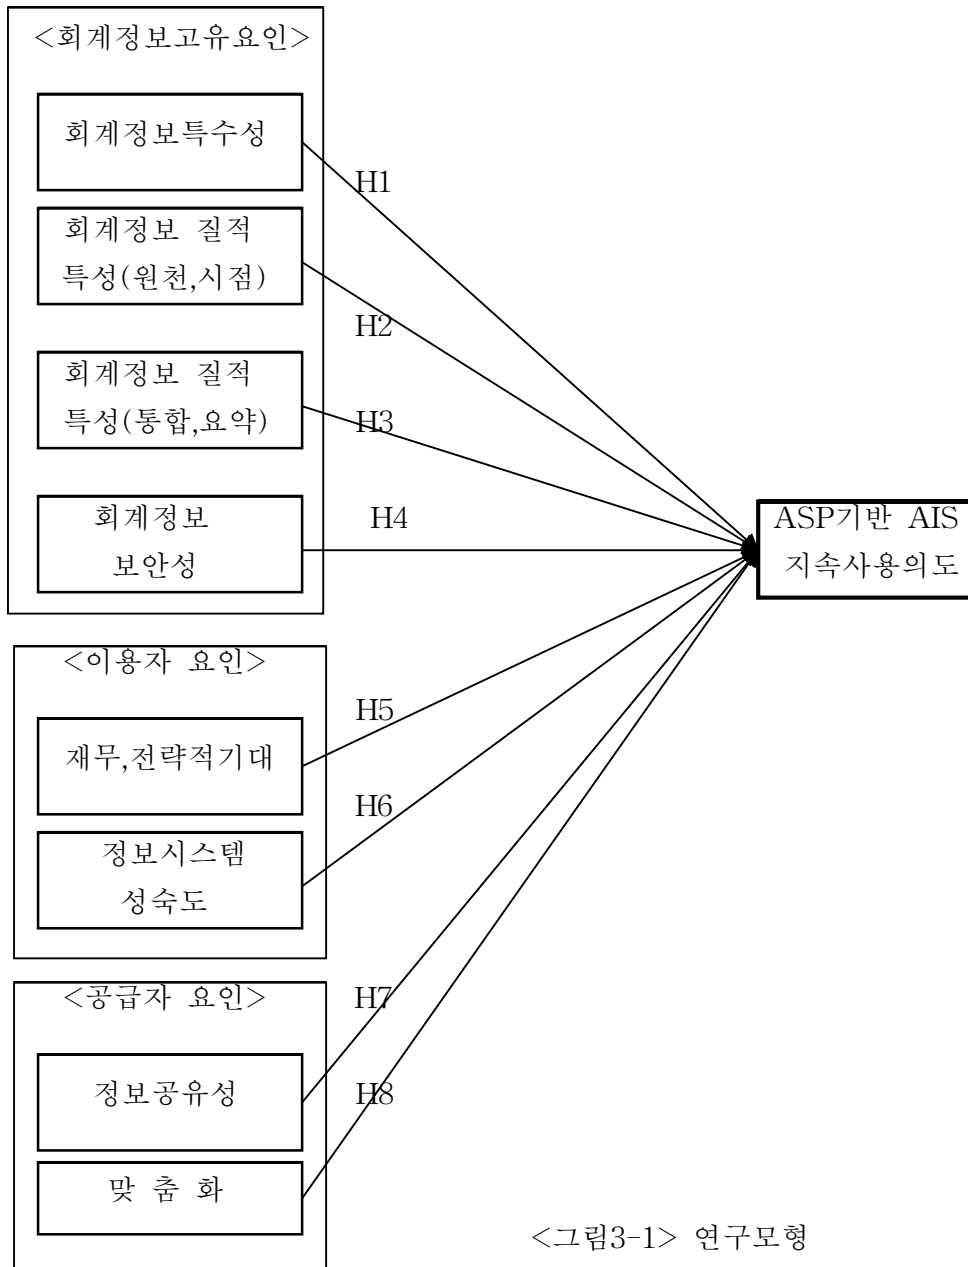 <회계정보고유요인>
회계정보특수성
H1
회계정보 질적
특성(원천,시점)
H2
회계정보 질적
특성(통합,요약)
H3
회계정보
보안성
H4
ASP기반 AIS
지속사용의도
<이용자 요인>
재무,전략적기대
H5
정보시스템
성숙도
H6
<공급자 요인>
정보공유성
H7
맞 춤 화
H8
<그림3-1> 연구모형